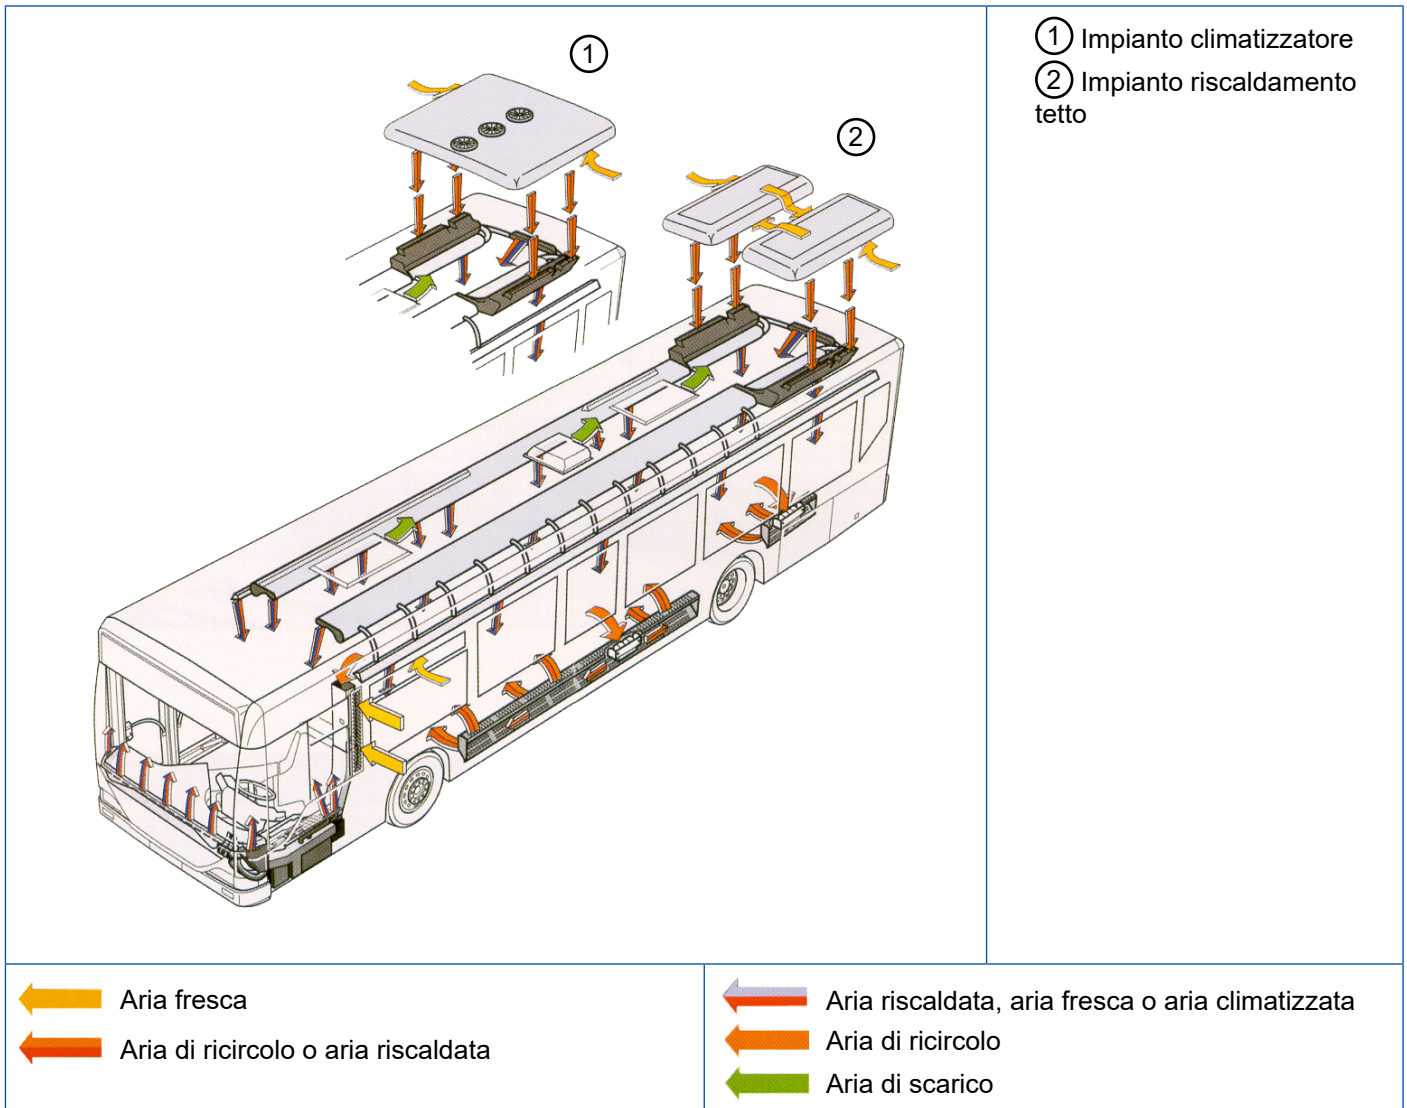 1
2
1 Impianto climatizzatore
2 Impianto riscaldamento
tetto
Aria fresca
Aria di ricircolo o aria riscaldata
Aria riscaldata, aria fresca o aria climatizzata
Aria di ricircolo
Aria di scarico